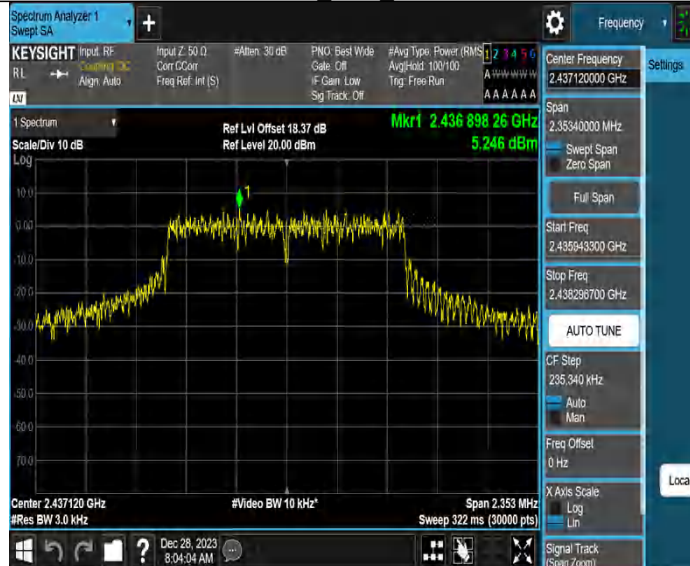 Spectrum Analyzer 1
Swept SA
+
Frequency
KEYSIGHT
RL
Input: RF
Coupling: DC
Align: Auto
Input Z: 50 Ω
Corr CCorr
Freq Ref: Int (S)
#Atten: 30 dB
PNO: Best Wide
Gate: Off
IF Gain: Low
Sig Track: Off
#Avg Type: Power (RMS
Avg|Hold: 100/100
Trig: Free Run
1 2 3 4 5 6
A W W W W W
A A A A A A
LXI
Center Frequency
2.437120000 GHz
Settings
1 Spectrum
Scale/Div 10 dB
Log
Ref Lvl Offset 18.37 dB
Ref Level 20.00 dBm
Mkr1 2.436 898 26 GHz
5.246 dBm
Span
2.35340000 MHz
Swept Span
Zero Span
Full Span
Start Freq
2.435943300 GHz
Stop Freq
2.438296700 GHz
AUTO TUNE
CF Step
235.340 kHz
Auto
Man
Freq Offset
0 Hz
X Axis Scale
Log
Lin
Signal Track
(Span Zoom)
Local
1
10.0
0.00
-10.0
-20.0
-30.0
-40.0
-50.0
-60.0
-70.0
Center 2.437120 GHz
#Res BW 3.0 kHz
#Video BW 10 kHz*
Span 2.353 MHz
Sweep 322 ms (30000 pts)
?
Dec 28, 2023
8:04:04 AM